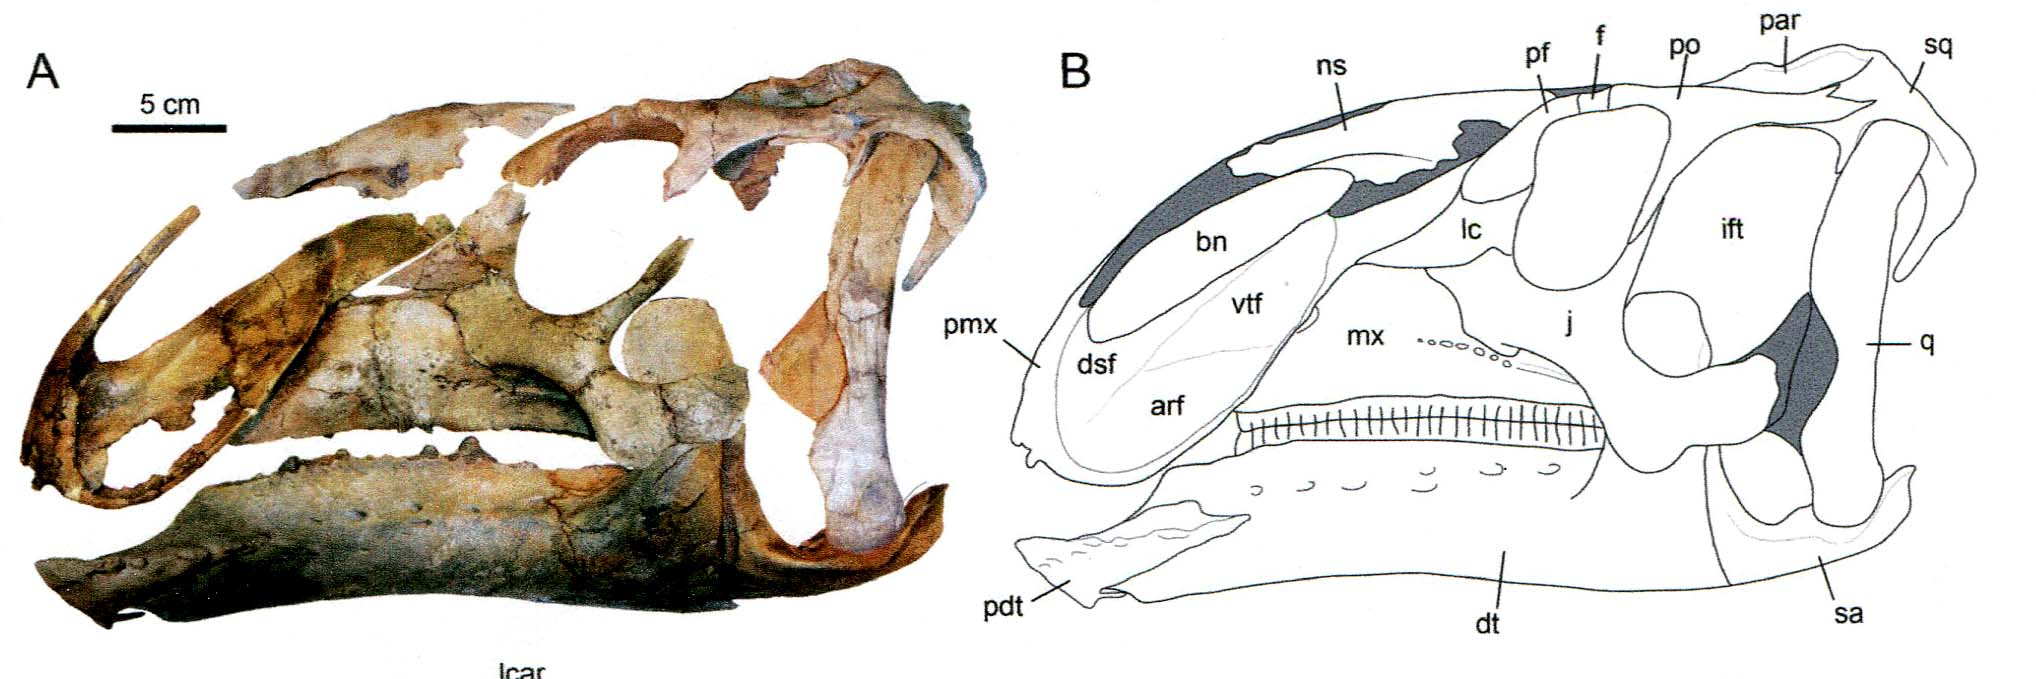 A
5 cm
B
ns
pf
f
po
par
sq
bn
lc
ift
vtf
pmx
dsf
mx
j
q
arf
pdt
dt
sa
lcar